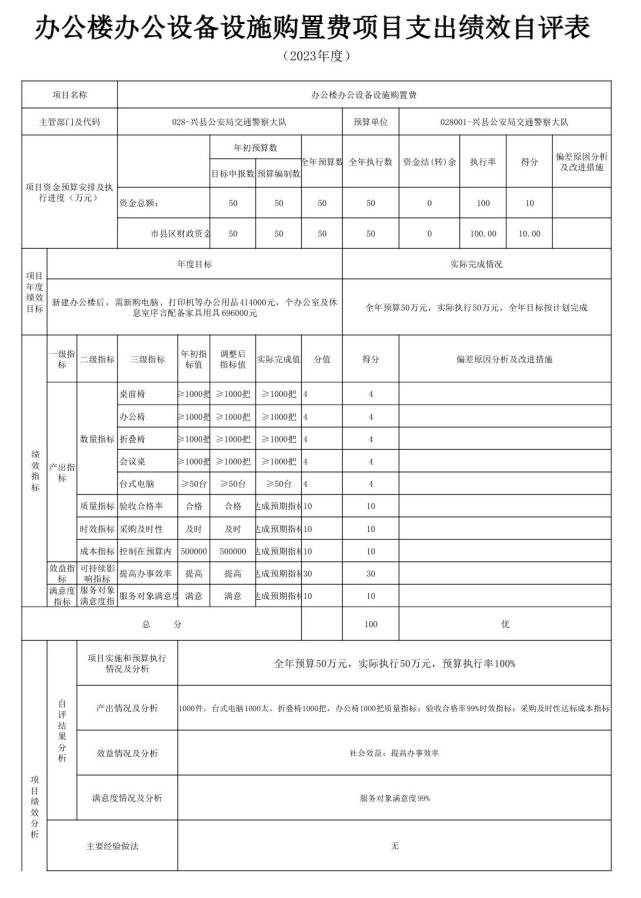 办公楼办公设备设施购置费项目支出绩效自评表
（2023年度）
项目名称 办公楼办公设备设施购置费
主管部门及代码 028-兴县公安局交通警察大队 预算单位 028001-兴县公安局交通警察大队
项目资金预算安排及执行进度（万元） 年初预算数 全年预算数 全年执行数 资金结(转)余 执行率 得分 偏差原因分析及改进措施
目标申报数 预算编制数
资金总额： 50 50 50 50 0 100 10
市县区财政资金 50 50 50 50 0 100.00 10.00
项目年度绩效目标 年度目标 实际完成情况
新建办公楼后，需新购电脑、打印机等办公用品414000元，个办公室及休息室序言配备家具用具696000元 全年预算50万元，实际执行50万元，全年目标按计划完成
绩效指标 一级指标 二级指标 三级指标 年初指标值 调整后指标值 实际完成值 分值 得分 偏差原因分析及改进措施
产出指标 数量指标 桌前椅 ≥1000把 ≥1000把 ≥1000把 4 4
办公椅 ≥1000把 ≥1000把 ≥1000把 4 4
折叠椅 ≥1000把 ≥1000把 ≥1000把 4 4
会议桌 ≥1000把 ≥1000把 ≥1000把 4 4
台式电脑 ≥50台 ≥50台 ≥50台 4 4
质量指标 验收合格率 合格 合格 达成预期指标 10 10
时效指标 采购及时性 及时 及时 达成预期指标 10 10
成本指标 控制在预算内 500000 500000 达成预期指标 10 10
效益指标 可持续影响指标 提高办事效率 提高 提高 达成预期指标 30 30
满意度指标 服务对象满意度指 服务对象满意度 满意 满意 达成预期指标 10 10
总 分 100 优
项目绩效分析 自评结果分析 项目实施和预算执行情况及分析 全年预算50万元，实际执行50万元，预算执行率100%
产出情况及分析 1000件，台式电脑1000太。折叠椅1000把，办公椅1000把质量指标：验收合格率99%时效指标：采购及时性达标成本指标
效益情况及分析 社会效益：提高办事效率
满意度情况及分析 服务对象满意度99%
主要经验做法 无